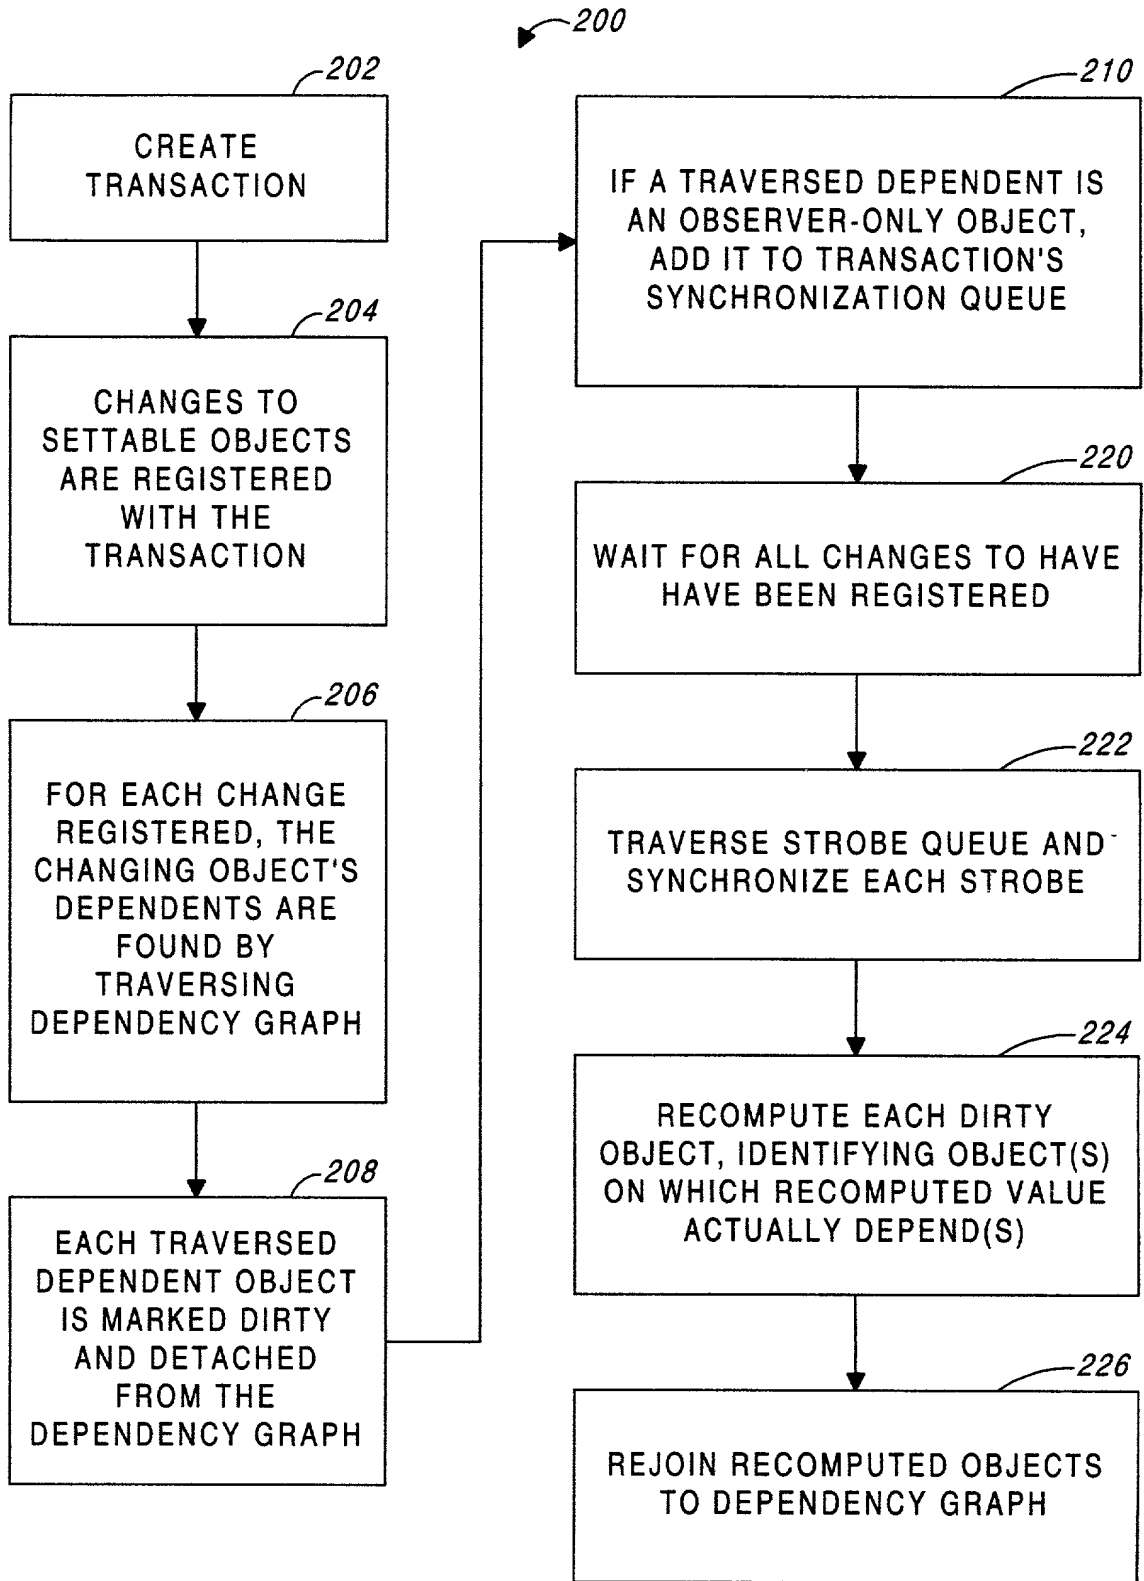 200
202
CREATE
TRANSACTION
204
CHANGES TO
SETTABLE OBJECTS
ARE REGISTERED
WITH THE
TRANSACTION
206
FOR EACH CHANGE
REGISTERED, THE
CHANGING OBJECT'S
DEPENDENTS ARE
FOUND BY
TRAVERSING
DEPENDENCY GRAPH
208
EACH TRAVERSED
DEPENDENT OBJECT
IS MARKED DIRTY
AND DETACHED
FROM THE
DEPENDENCY GRAPH
210
IF A TRAVERSED DEPENDENT IS
AN OBSERVER-ONLY OBJECT,
ADD IT TO TRANSACTION'S
SYNCHRONIZATION QUEUE
220
WAIT FOR ALL CHANGES TO HAVE
HAVE BEEN REGISTERED
222
TRAVERSE STROBE QUEUE AND
SYNCHRONIZE EACH STROBE
224
RECOMPUTE EACH DIRTY
OBJECT, IDENTIFYING OBJECT(S)
ON WHICH RECOMPUTED VALUE
ACTUALLY DEPEND(S)
226
REJOIN RECOMPUTED OBJECTS
TO DEPENDENCY GRAPH